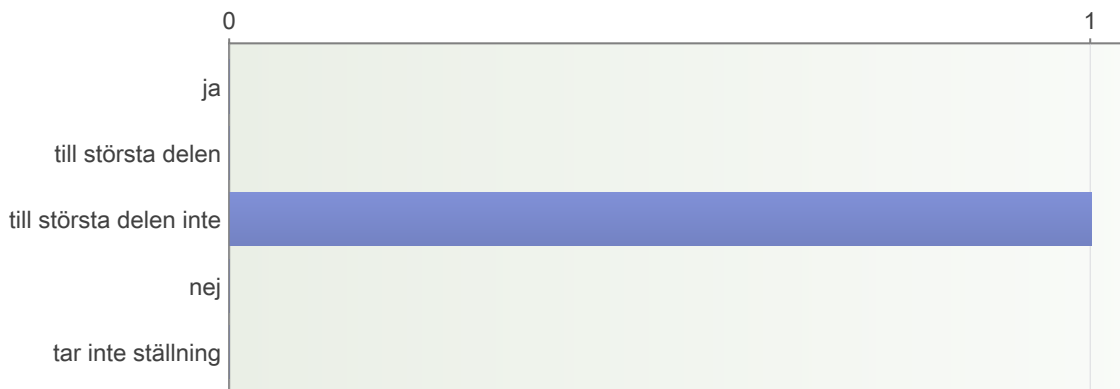 0 1
ja
till största delen
till största delen inte
nej
tar inte ställning